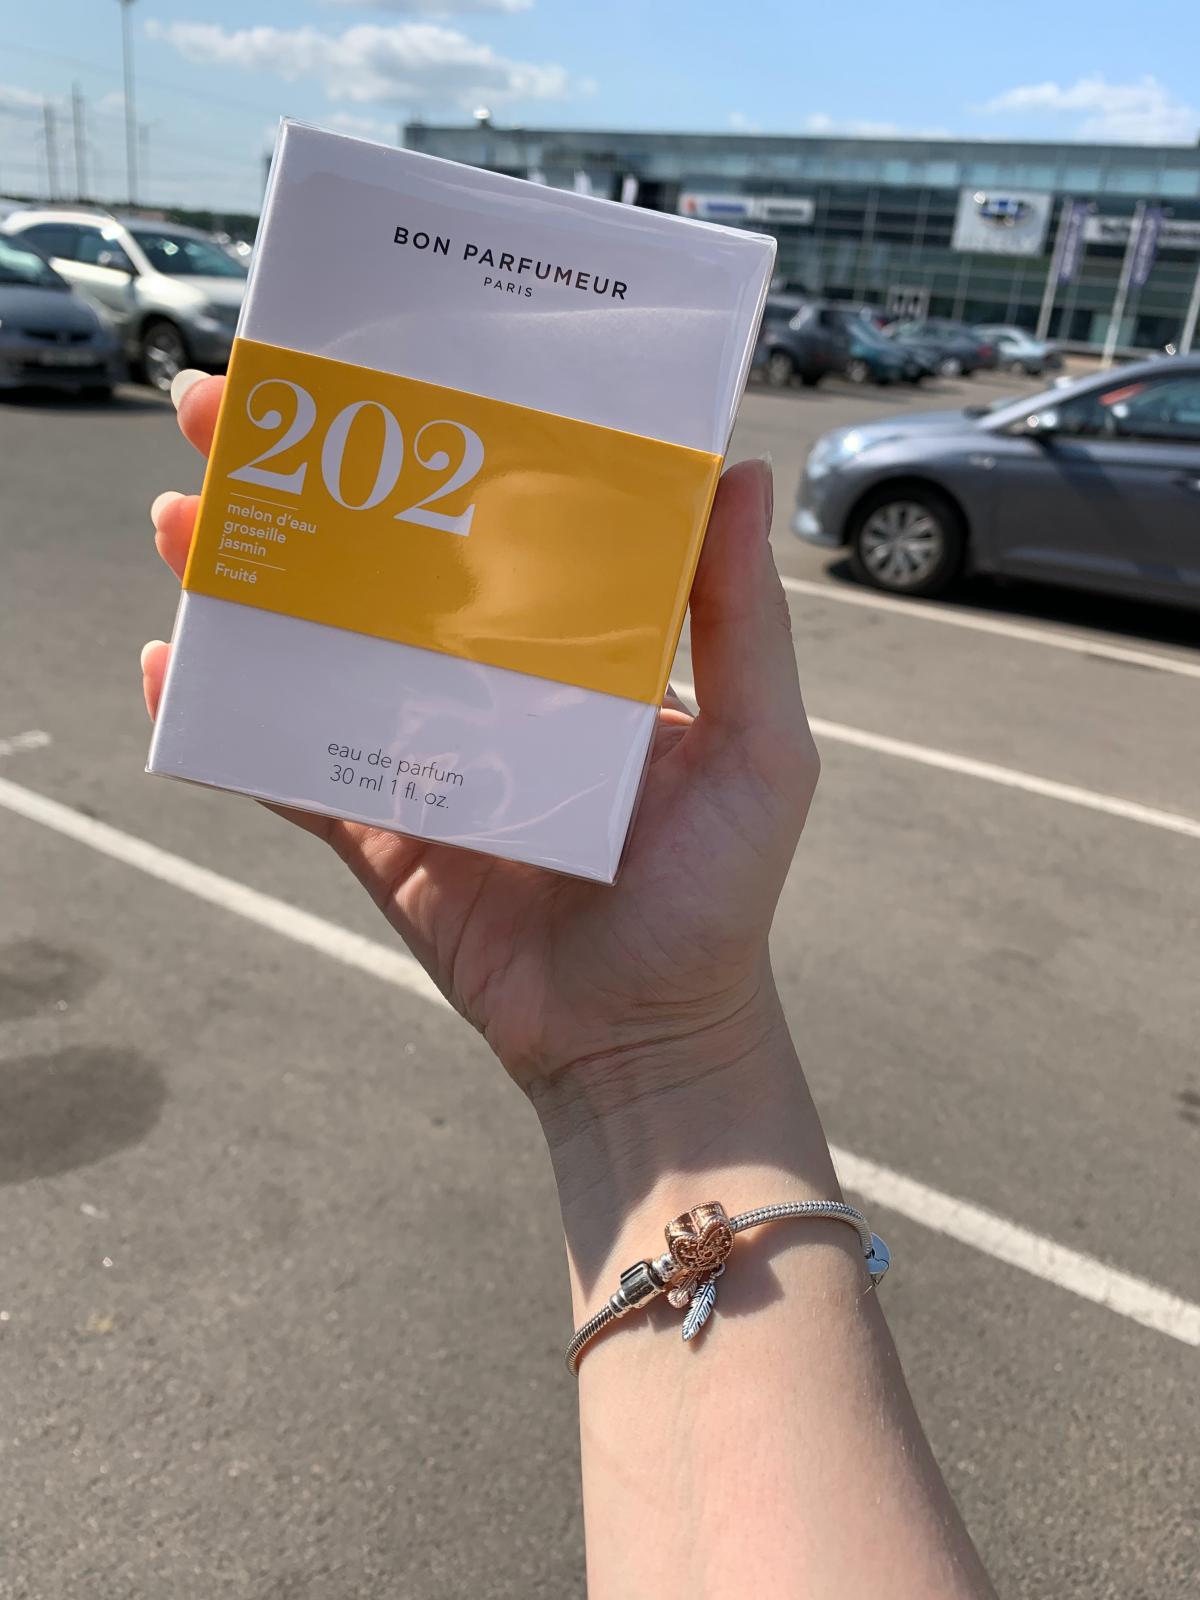 BON PARFUMEUR
PARIS
202
melon d'eau
groseille
jasmin
Fruité
eau de parfum
30 ml 1 fl. oz.